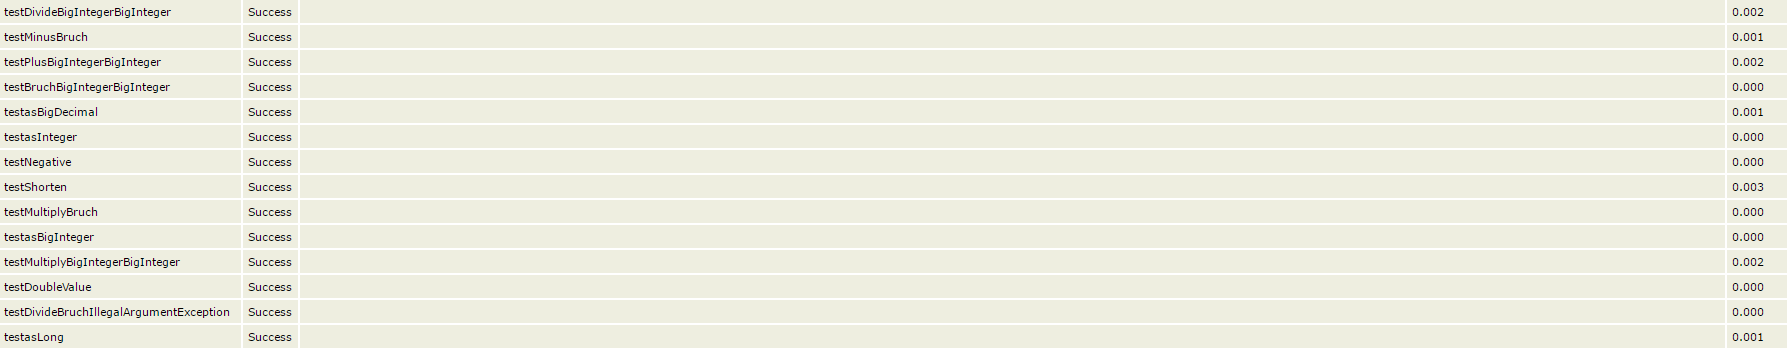 testDivideBigIntegerBigInteger Success 0.002
testMinusBruch Success 0.001
testPlusBigIntegerBigInteger Success 0.002
testBruchBigIntegerBigInteger Success 0.000
testasBigDecimal Success 0.001
testasInteger Success 0.000
testNegative Success 0.000
testShorten Success 0.003
testMultiplyBruch Success 0.000
testasBigInteger Success 0.000
testMultiplyBigIntegerBigInteger Success 0.002
testDoubleValue Success 0.000
testDivideBruchIllegalArgumentException Success 0.000
testasLong Success 0.001